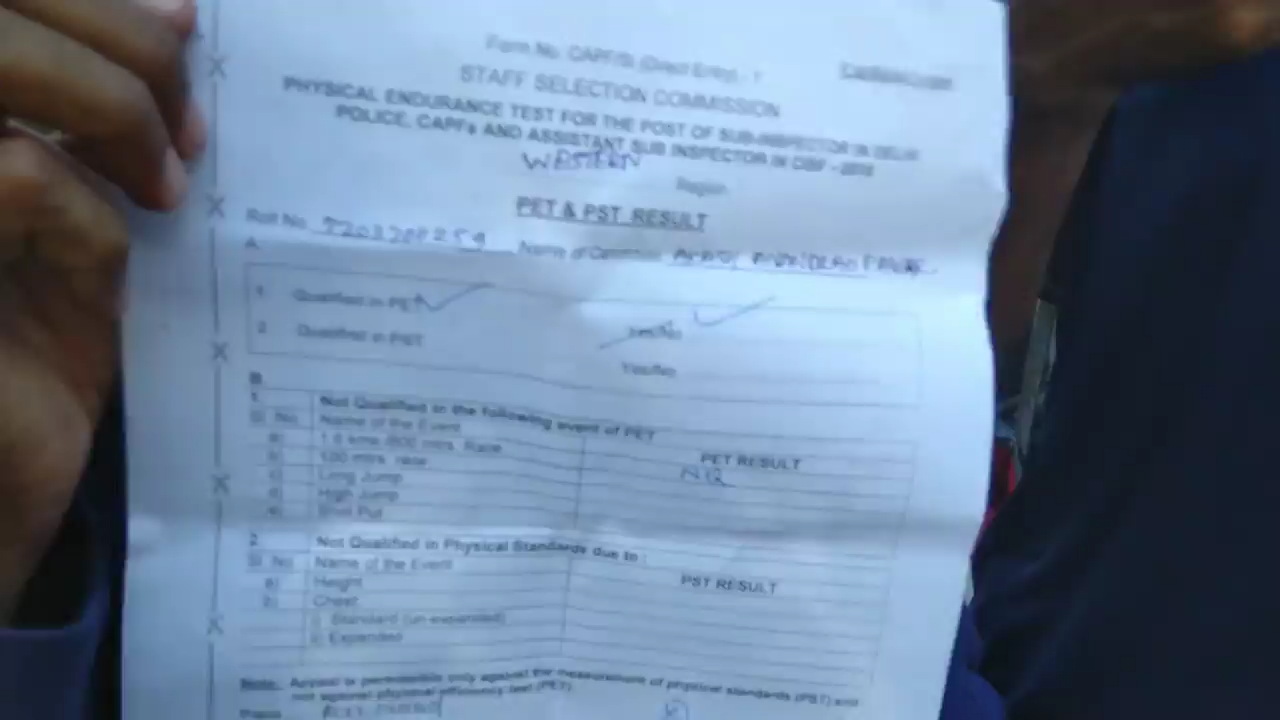 Form No. CAPF/SI (Direct Entry) - 1
STAFF SELECTION COMMISSION
PHYSICAL ENDURANCE TEST FOR THE POST OF SUB-INSPECTOR IN DELHI
POLICE, CAPFs AND ASSISTANT SUB INSPECTOR IN CISF -
WESTERN
Region
PET & PST RESULT
Roll No. Name of
A.
1. Qualified in PET Yes/No
2. Qualified in PST Yes/No
B.
1. Not Qualified in the following event of PET
Sl. No. Name of the Event PET RESULT
a) 1.6 kms /800 mtrs. Race NQ
b) 100 mtrs. race
c) Long Jump
d) High Jump
e) Shot Put
2. Not Qualified in Physical Standards due to :
Sl. No. Name of the Event PST RESULT
a) Height
b) Chest
i) Standard (un-expanded)
ii) Expanded
Note. Appeal is permissible only against the measurement of physical standards (PST) and
not against physical efficiency test (PET)
Place